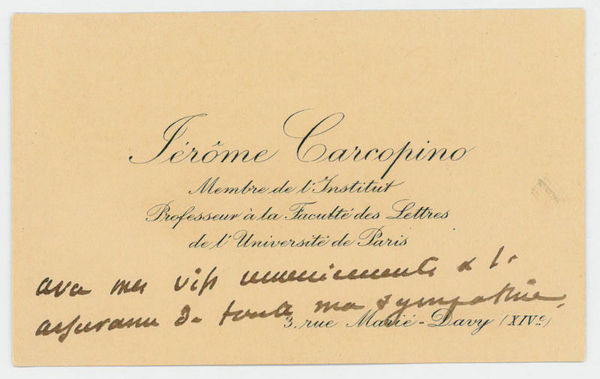 Jérôme Carcopino
Membre de l'Institut
Professeur à la Faculté des Lettres
de l'Université de Paris
avec mes vifs remerciements & l'
assurance de toute ma sympathie.
3, rue Marié-Davy (XIVe)